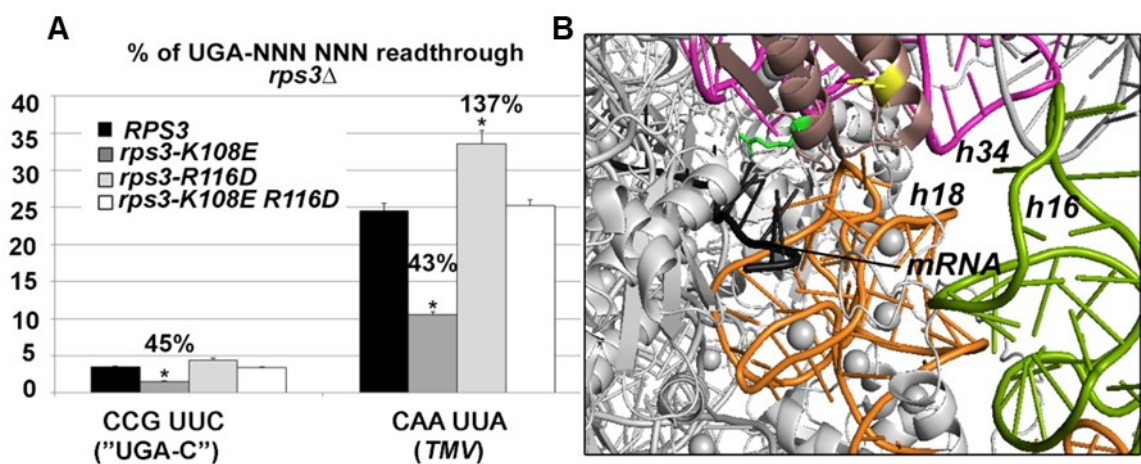 A
% of UGA-NNN NNN readthrough
rps3Δ
40
35
30
25
20
15
10
5
0
RPS3
rps3-K108E
rps3-R116D
rps3-K108E R116D
45%
*
43%
*
137%
*
CCG UUC
("UGA-C")
CAA UUA
(TMV)
B
h34
h18
h16
mRNA